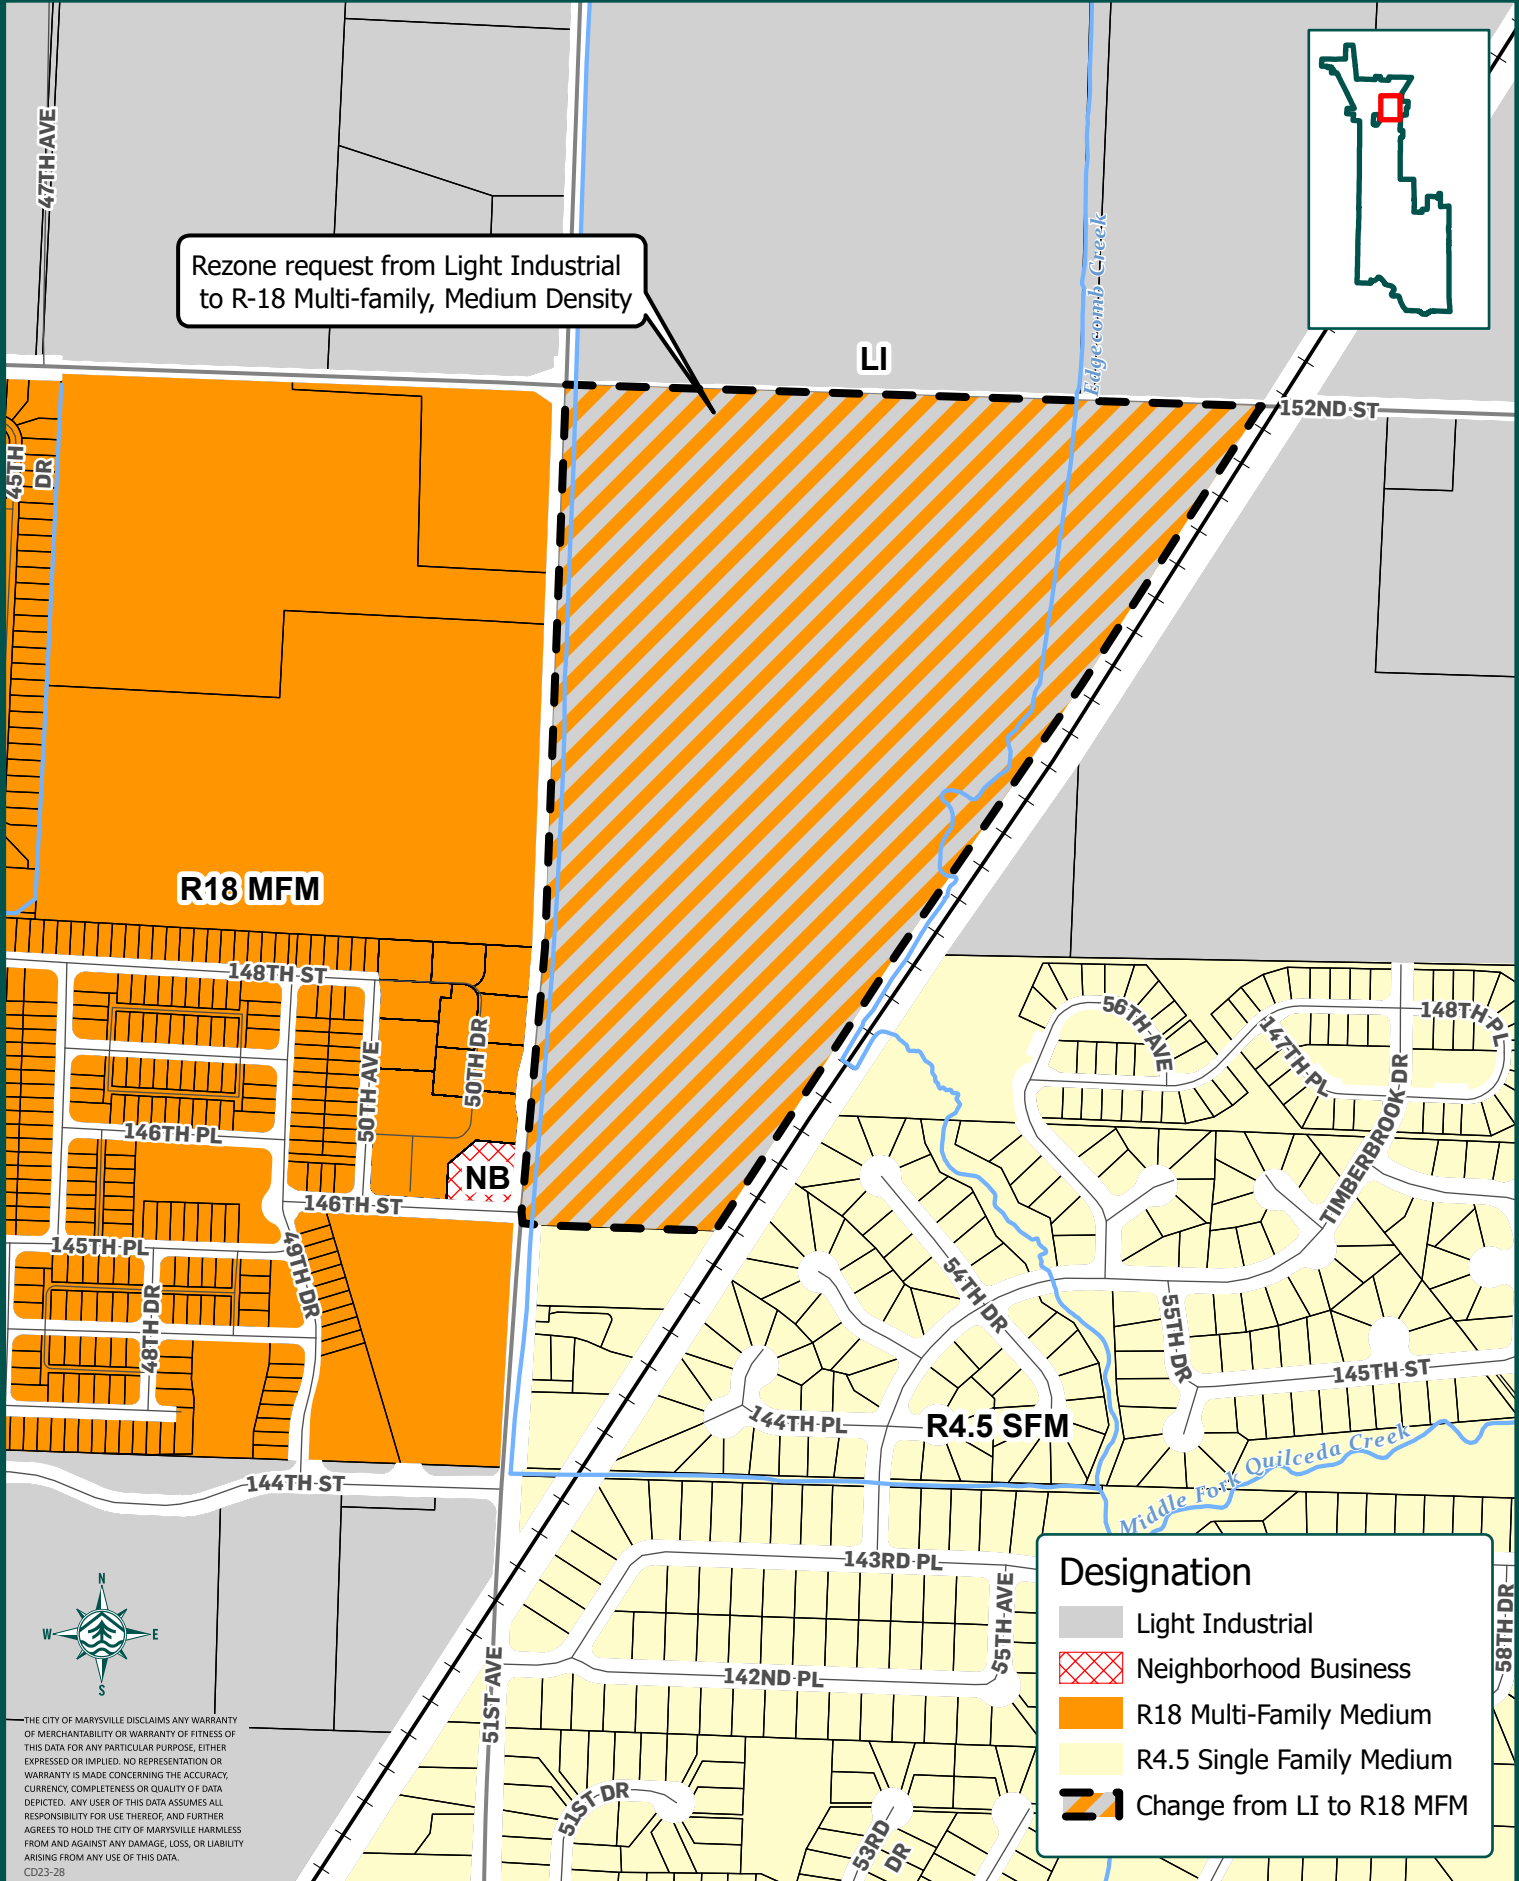 47TH AVE
Rezone request from Light Industrial
to R-18 Multi-family, Medium Density
Edgecomb Creek
LI
152ND ST
45TH
DR
R18 MFM
148TH ST
50TH AVE
50TH DR
146TH PL
NB
146TH ST
145TH PL
49TH DR
48TH DR
144TH ST
56TH AVE
147TH PL
148TH PL
TIMBERBROOK DR
54TH DR
55TH DR
145TH ST
144TH PL
R4.5 SFM
Middle Fork Quilceda Creek
143RD PL
55TH AVE
142ND PL
51ST AVE
51ST DR
53RD
DR
58TH DR
N
W
E
S
Designation
Light Industrial
Neighborhood Business
R18 Multi-Family Medium
R4.5 Single Family Medium
Change from LI to R18 MFM
THE CITY OF MARYSVILLE DISCLAIMS ANY WARRANTY
OF MERCHANTABILITY OR WARRANTY OF FITNESS OF
THIS DATA FOR ANY PARTICULAR PURPOSE, EITHER
EXPRESSED OR IMPLIED. NO REPRESENTATION OR
WARRANTY IS MADE CONCERNING THE ACCURACY,
CURRENCY, COMPLETENESS OR QUALITY OF DATA
DEPICTED. ANY USER OF THIS DATA ASSUMES ALL
RESPONSIBILITY FOR USE THEREOF, AND FURTHER
AGREES TO HOLD THE CITY OF MARYSVILLE HARMLESS
FROM AND AGAINST ANY DAMAGE, LOSS, OR LIABILITY
ARISING FROM ANY USE OF THIS DATA.
CD23-28